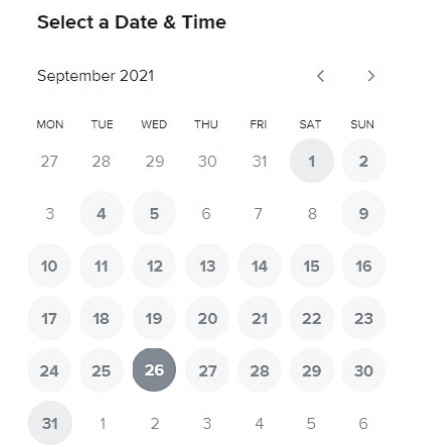 Select a Date & Time
September 2021
MON TUE WED THU FRI SAT SUN
27 28 29 30 31 1 2
3 4 5 6 7 8 9
10 11 12 13 14 15 16
17 18 19 20 21 22 23
24 25 26 27 28 29 30
31 1 2 3 4 5 6